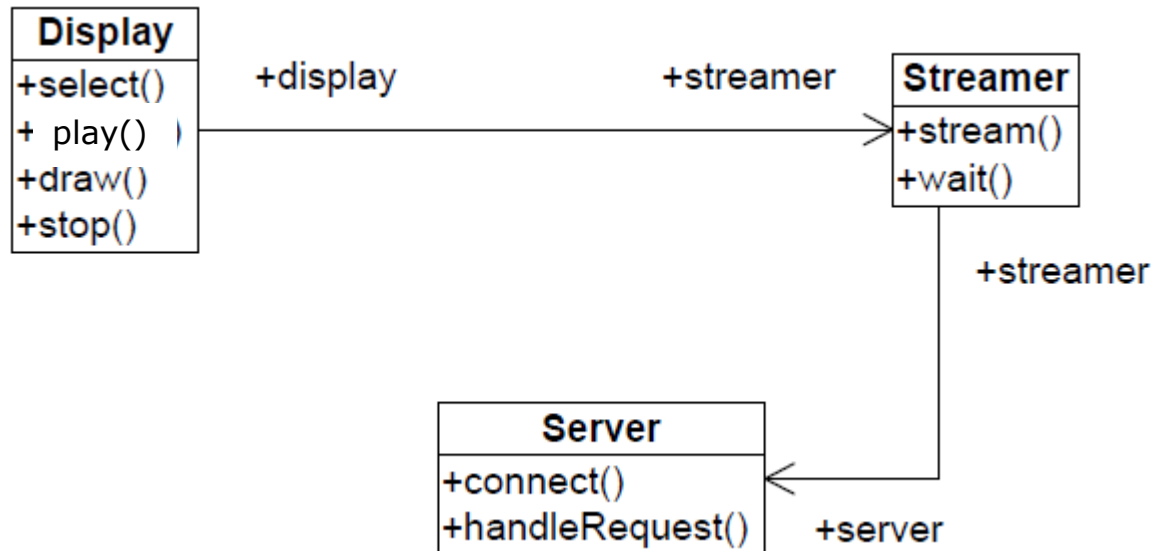 Display
+select()
+ play() )
+draw()
+stop()
+display
+streamer
Streamer
+stream()
+wait()
+streamer
Server
+connect()
+handleRequest()
+server